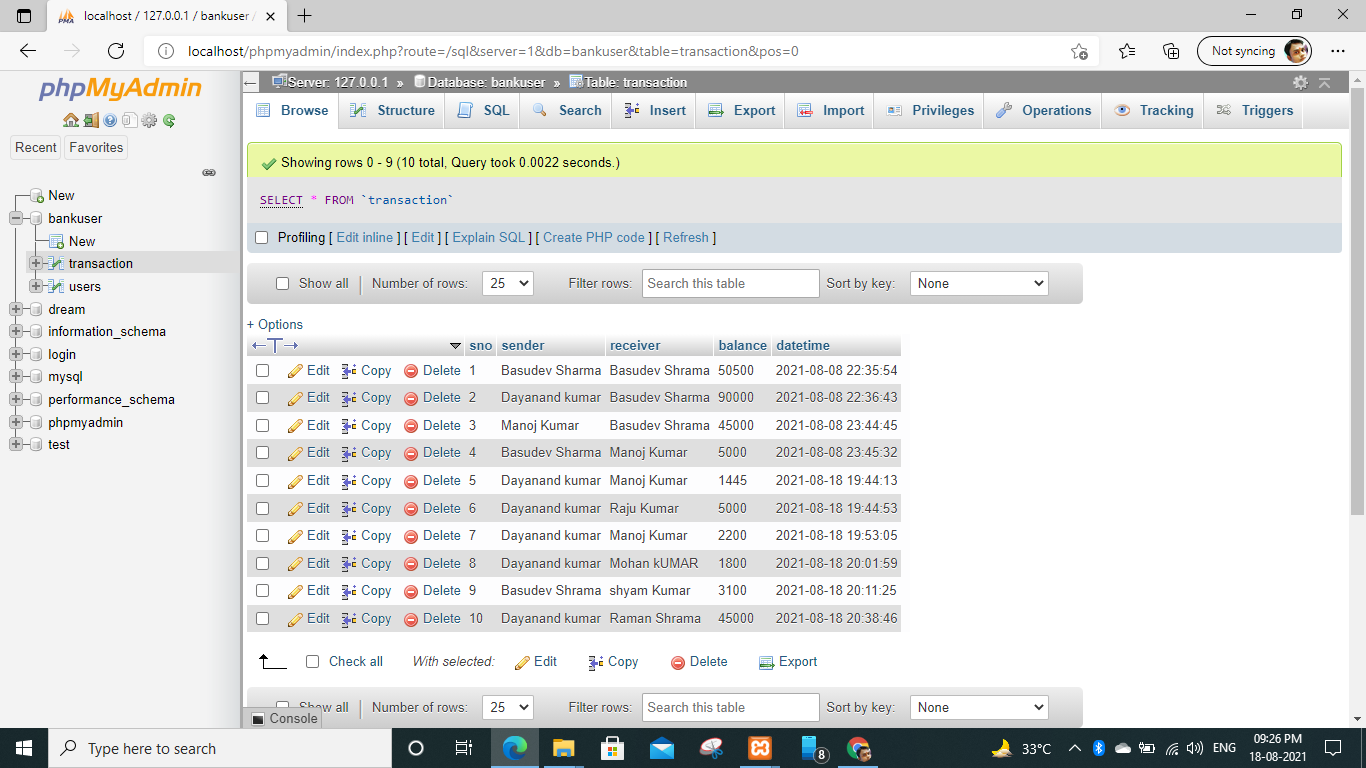 localhost / 127.0.0.1 / bankuser /
localhost/phpmyadmin/index.php?route=/sql&server=1&db=bankuser&table=transaction&pos=0
Not syncing
phpMyAdmin
Recent Favorites
New
bankuser
New
transaction
users
dream
information_schema
login
mysql
performance_schema
phpmyadmin
test
Server: 127.0.0.1 » Database: bankuser » Table: transaction
Browse Structure SQL Search Insert Export Import Privileges Operations Tracking Triggers
Showing rows 0 - 9 (10 total, Query took 0.0022 seconds.)
SELECT * FROM `transaction`
Profiling [ Edit inline ] [ Edit ] [ Explain SQL ] [ Create PHP code ] [ Refresh ]
Show all | Number of rows: 25 Filter rows: Search this table Sort by key: None
+ Options
←T→ sno sender receiver balance datetime
Edit Copy Delete 1 Basudev Sharma Basudev Shrama 50500 2021-08-08 22:35:54
Edit Copy Delete 2 Dayanand kumar Basudev Sharma 90000 2021-08-08 22:36:43
Edit Copy Delete 3 Manoj Kumar Basudev Shrama 45000 2021-08-08 23:44:45
Edit Copy Delete 4 Basudev Sharma Manoj Kumar 5000 2021-08-08 23:45:32
Edit Copy Delete 5 Dayanand kumar Manoj Kumar 1445 2021-08-18 19:44:13
Edit Copy Delete 6 Dayanand kumar Raju Kumar 5000 2021-08-18 19:44:53
Edit Copy Delete 7 Dayanand kumar Manoj Kumar 2200 2021-08-18 19:53:05
Edit Copy Delete 8 Dayanand kumar Mohan kUMAR 1800 2021-08-18 20:01:59
Edit Copy Delete 9 Basudev Shrama shyam Kumar 3100 2021-08-18 20:11:25
Edit Copy Delete 10 Dayanand kumar Raman Shrama 45000 2021-08-18 20:38:46
Check all With selected: Edit Copy Delete Export
Show all | Number of rows: 25 Filter rows: Search this table Sort by key: None
Console
Type here to search
8
33°C
ENG
09:26 PM
18-08-2021